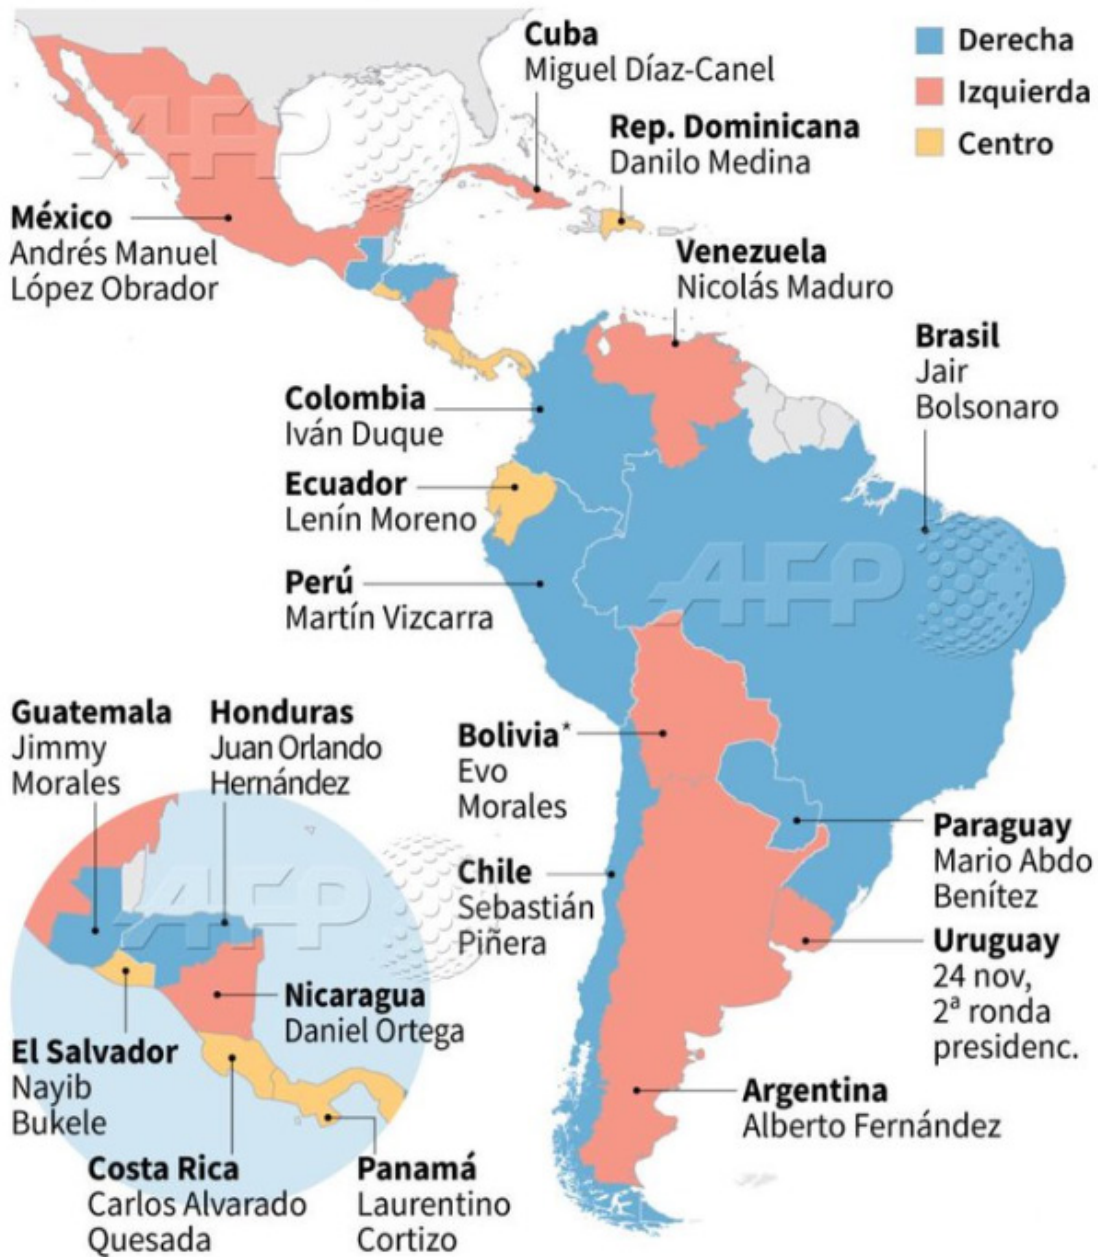 Cuba
Miguel Díaz-Canel
Derecha
Izquierda
Centro
Rep. Dominicana
Danilo Medina
México
Andrés Manuel
López Obrador
Venezuela
Nicolás Maduro
Brasil
Jair
Bolsonaro
Colombia
Iván Duque
Ecuador
Lenín Moreno
Perú
Martín Vizcarra
Guatemala
Jimmy
Morales
Honduras
Juan Orlando
Hernández
Bolivia*
Evo
Morales
Chile
Sebastián
Piñera
Paraguay
Mario Abdo
Benítez
Uruguay
24 nov,
2ª ronda
presidenc.
Nicaragua
Daniel Ortega
El Salvador
Nayib
Bukele
Argentina
Alberto Fernández
Costa Rica
Carlos Alvarado
Quesada
Panamá
Laurentino
Cortizo
AFP
AFP
AFP